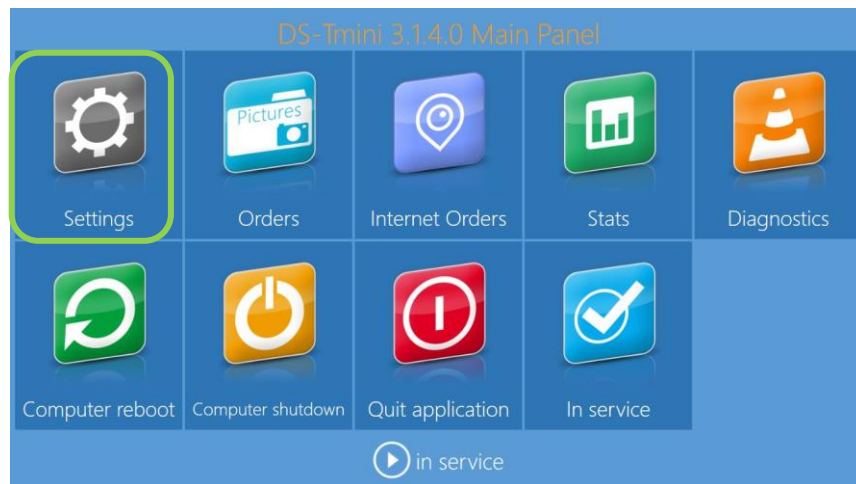 DS-Tmini 3.1.4.0 Main Panel
Pictures
Settings
Orders
Internet Orders
Stats
Diagnostics
Computer reboot
Computer shutdown
Quit application
In service
in service